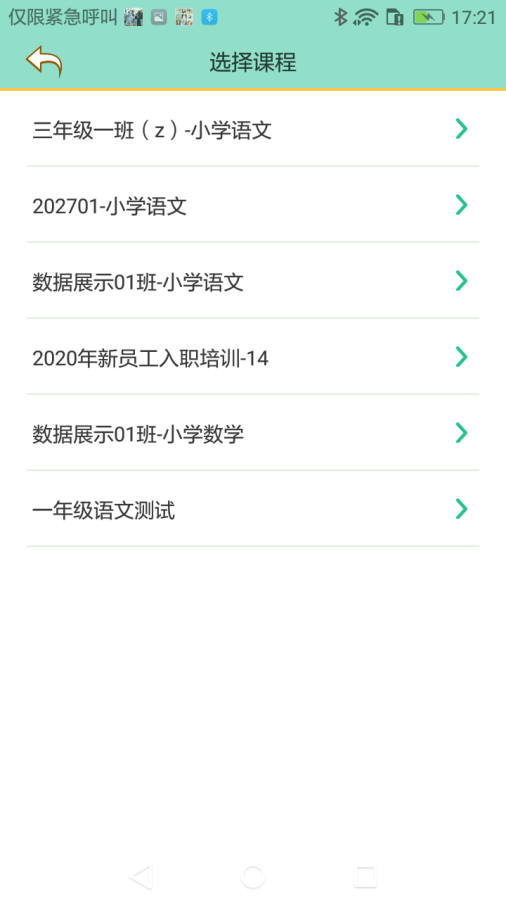 仅限紧急呼叫 17:21
选择课程
三年级一班（z）-小学语文
202701-小学语文
数据展示01班-小学语文
2020年新员工入职培训-14
数据展示01班-小学数学
一年级语文测试